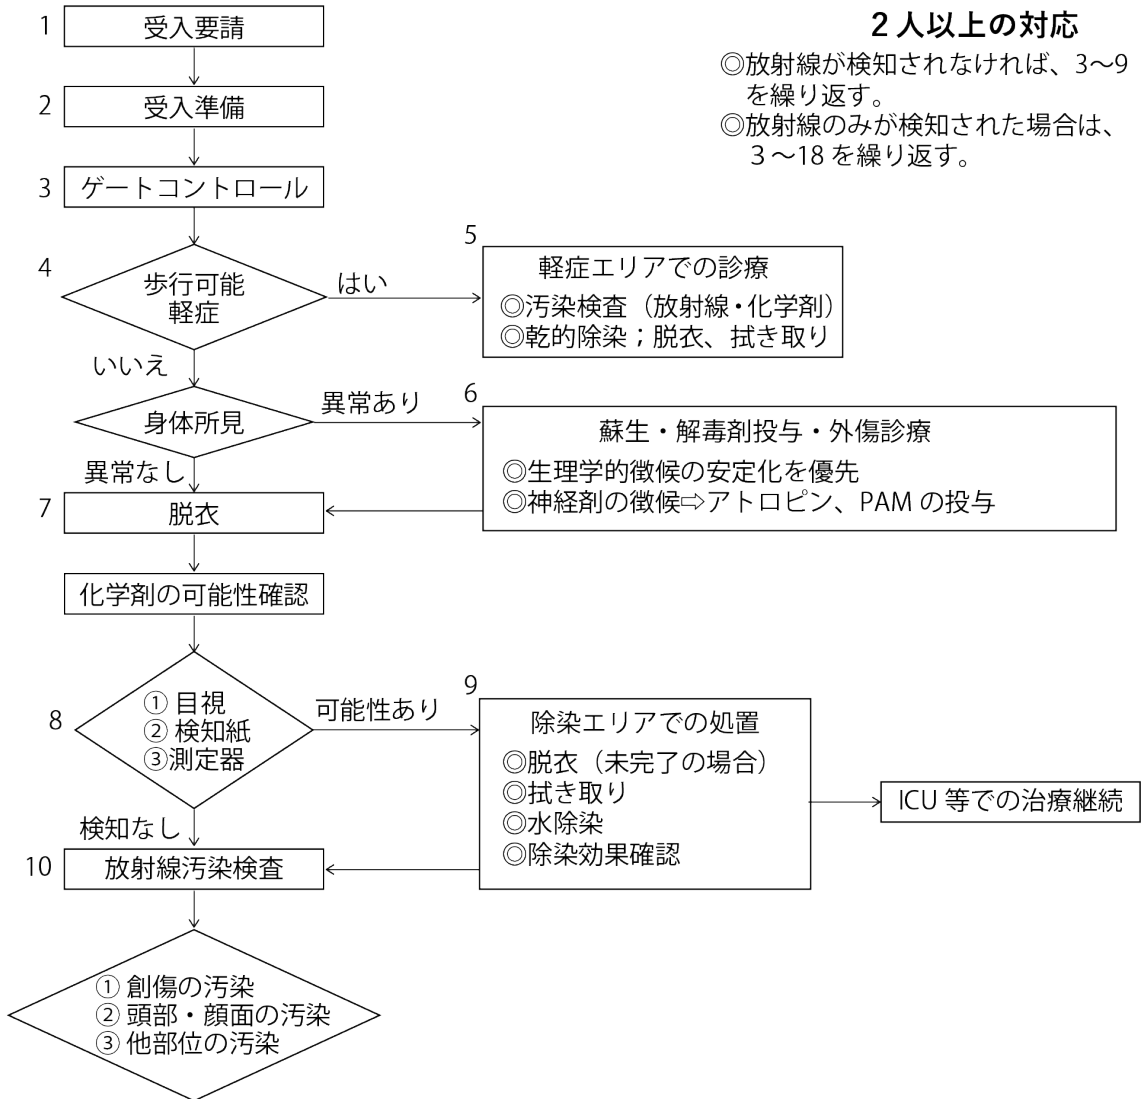 1 受入要請
２人以上の対応
◎放射線が検知されなければ、3～9
を繰り返す。
◎放射線のみが検知された場合は、
３～18 を繰り返す。
2 受入準備
3 ゲートコントロール
4 歩行可能
軽症
はい
5
軽症エリアでの診療
◎汚染検査（放射線・化学剤）
◎乾的除染；脱衣、拭き取り
いいえ
身体所見
異常あり
6
蘇生・解毒剤投与・外傷診療
◎生理学的徴候の安定化を優先
◎神経剤の徴候⇨アトロピン、PAM の投与
異常なし
7 脱衣
化学剤の可能性確認
8
① 目視
② 検知紙
③測定器
可能性あり
9
除染エリアでの処置
◎脱衣（未完了の場合）
◎拭き取り
◎水除染
◎除染効果確認
ICU 等での治療継続
検知なし
10 放射線汚染検査
① 創傷の汚染
② 頭部・顔面の汚染
③ 他部位の汚染